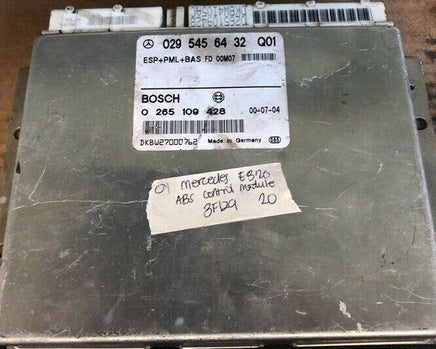 029 545 64 32 Q01
ESP+PML+BAS FD 00M07
BOSCH
0 265 109 428 00-07-04
DKBW27000762 Made in Germany
01 Mercedes E320
ABS control module
20